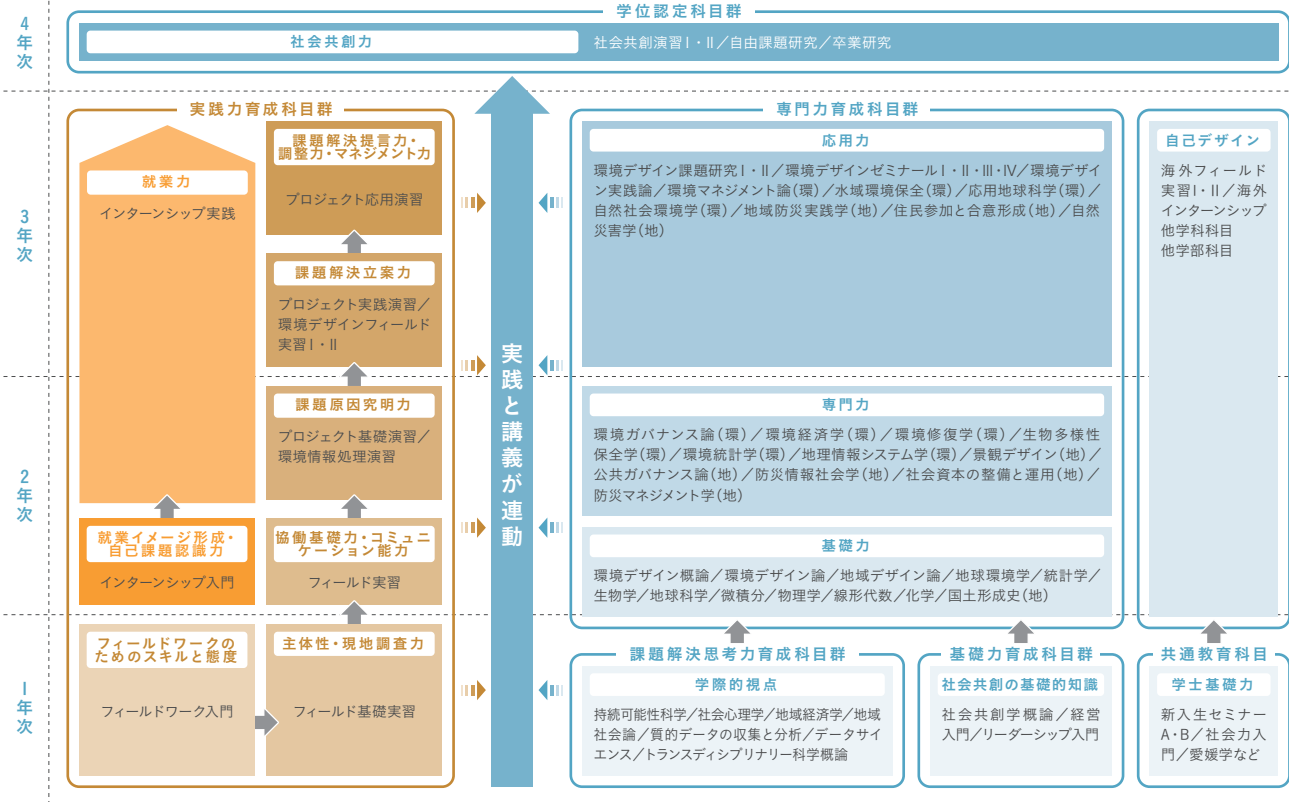 4年次
学位認定科目群
社会共創力
社会共創演習Ⅰ・Ⅱ／自由課題研究／卒業研究
3年次
実践力育成科目群
就業力
インターンシップ実践
課題解決提言力・
調整力・マネジメント力
プロジェクト応用演習
課題解決立案力
プロジェクト実践演習／
環境デザインフィールド
実習Ⅰ・Ⅱ
2年次
課題原因究明力
プロジェクト基礎演習／
環境情報処理演習
就業イメージ形成・
自己課題認識力
インターンシップ入門
協働基礎力・コミュニ
ケーション能力
フィールド実習
1年次
フィールドワークの
ためのスキルと態度
フィールドワーク入門
主体性・現地調査力
フィールド基礎実習
実践と講義が連動
専門力育成科目群
応用力
環境デザイン課題研究Ⅰ・Ⅱ／環境デザインゼミナールⅠ・Ⅱ・Ⅲ・Ⅳ／環境デザイ
ン実践論／環境マネジメント論（環）／水域環境保全（環）／応用地球科学（環）／
自然社会環境学（環）／地域防災実践学（地）／住民参加と合意形成（地）／自然
災害学（地）
専門力
環境ガバナンス論（環）／環境経済学（環）／環境修復学（環）／生物多様性
保全学（環）／環境統計学（環）／地理情報システム学（環）／景観デザイン（地）／
公共ガバナンス論（地）／防災情報社会学（地）／社会資本の整備と運用（地）／
防災マネジメント学（地）
基礎力
環境デザイン概論／環境デザイン論／地域デザイン論／地球環境学／統計学／
生物学／地球科学／微積分／物理学／線形代数／化学／国土形成史（地）
自己デザイン
海外フィールド
実習Ⅰ・Ⅱ／海外
インターンシップ
他学科科目
他学部科目
課題解決思考力育成科目群
学際的視点
持続可能性科学／社会心理学／地域経済学／地域
社会論／質的データの収集と分析／データサイ
エンス／トランスディシプリナリー科学概論
基礎力育成科目群
社会共創の基礎的知識
社会共創学概論／経営
入門／リーダーシップ入門
共通教育科目
学士基礎力
新入生セミナー
A・B／社会力入
門／愛媛学など